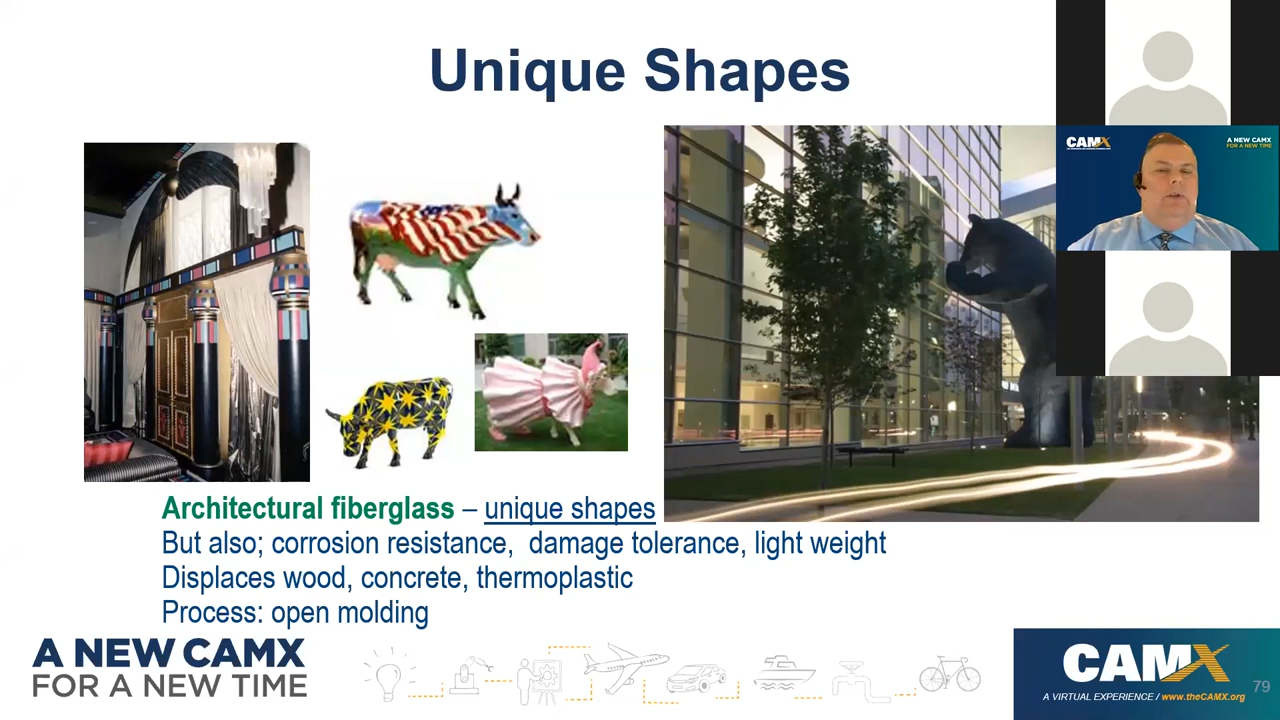 Unique Shapes
CAMX
A NEW CAMX
FOR A NEW TIME
Architectural fiberglass – unique shapes
But also; corrosion resistance, damage tolerance, light weight
Displaces wood, concrete, thermoplastic
Process: open molding
A NEW CAMX
FOR A NEW TIME
CAMX
A VIRTUAL EXPERIENCE / www.theCAMX.org
79